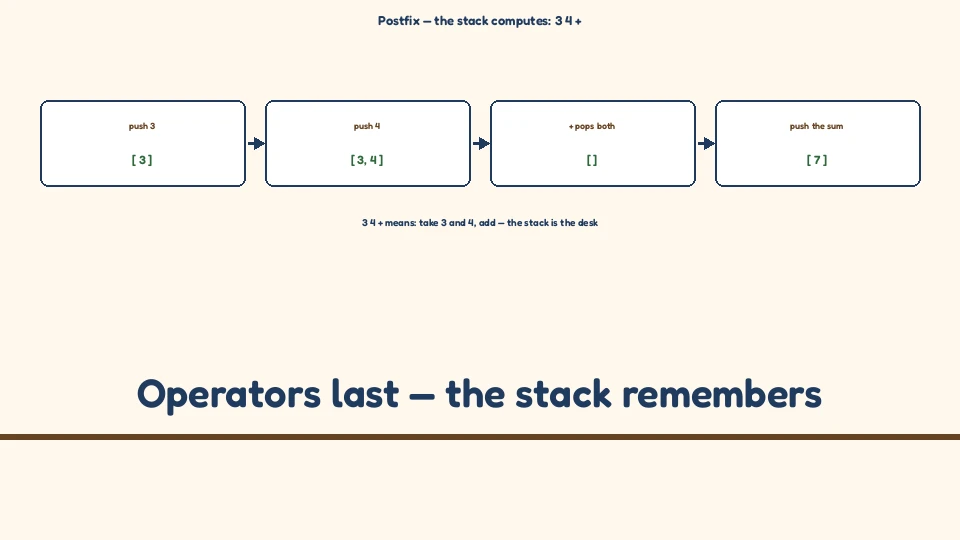 Postfix — the stack computes: 3 4 +
push 3
[ 3 ]
push 4
[ 3, 4 ]
+ pops both
[ ]
push the sum
[ 7 ]
3 4 + means: take 3 and 4, add — the stack is the desk
Operators last — the stack remembers